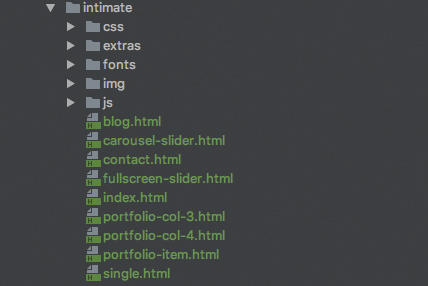 intimate
css
extras
fonts
img
js
blog.html
carousel-slider.html
contact.html
fullscreen-slider.html
index.html
portfolio-col-3.html
portfolio-col-4.html
portfolio-item.html
single.html